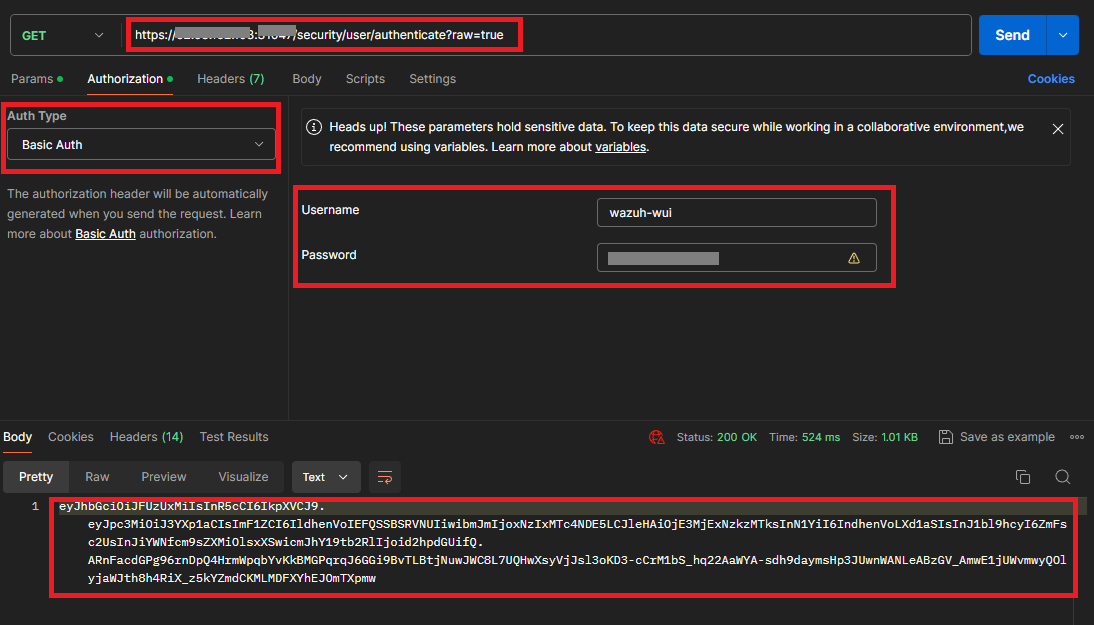 GET
https:// /security/user/authenticate?raw=true
Send
Params
Authorization
Headers (7)
Body
Scripts
Settings
Cookies
Auth Type
Basic Auth
The authorization header will be automatically
generated when you send the request. Learn
more about Basic Auth authorization.
Heads up! These parameters hold sensitive data. To keep this data secure while working in a collaborative environment,we
recommend using variables. Learn more about variables.
Username
wazuh-wui
Password
Body
Cookies
Headers (14)
Test Results
Status: 200 OK
Time: 524 ms
Size: 1.01 KB
Save as example
Pretty
Raw
Preview
Visualize
Text
1
eyJhbGciOiJFUzUxMiIsInR5cCI6IkpXVCJ9.
eyJpc3MiOiJ3YXp1aCIsImF1ZCI6IldhenVoIEFQSSBSRVNUIiwibmJmIjoxNzIxMTc4NDE5LCJleHAiOjE3MjExNzkzMTksInN1YiI6IndhenVoLXd1aSIsInJ1bl9hcyI6ZmFs
c2UsInJiYWNfcm9sZXMiOlsxXSwicmJhY19tb2RlIjoid2hpdGUifQ.
ARnFacdGPg96rnDpQ4HrmWpqbYvKkBMGPqrqJ6GGi9BvTLBtjNuwJWC8L7UQHwXsyVjJsl3oKD3-cCrM1bS_hq22AaWYA-sdh9daymsHp3JUwnWANLeABzGV_AmwE1jUWvmwyQOl
yjaWJth8h4RiX_z5kYZmdCKMLMDFXYhEJOmTXpmw